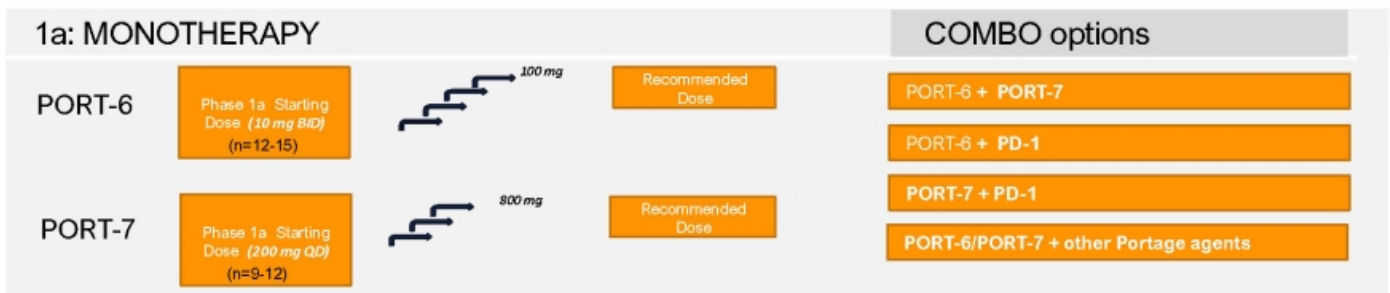 1a: MONOTHERAPY
COMBO options
PORT-6
Phase 1a Starting
Dose (10 mg BID)
(n=12-15)
100 mg
Recommended
Dose
PORT-6 + PORT-7
PORT-6 + PD-1
PORT-7
Phase 1a Starting
Dose (200 mg QD)
(n=9-12)
800 mg
Recommended
Dose
PORT-7 + PD-1
PORT-6/PORT-7 + other Portage agents